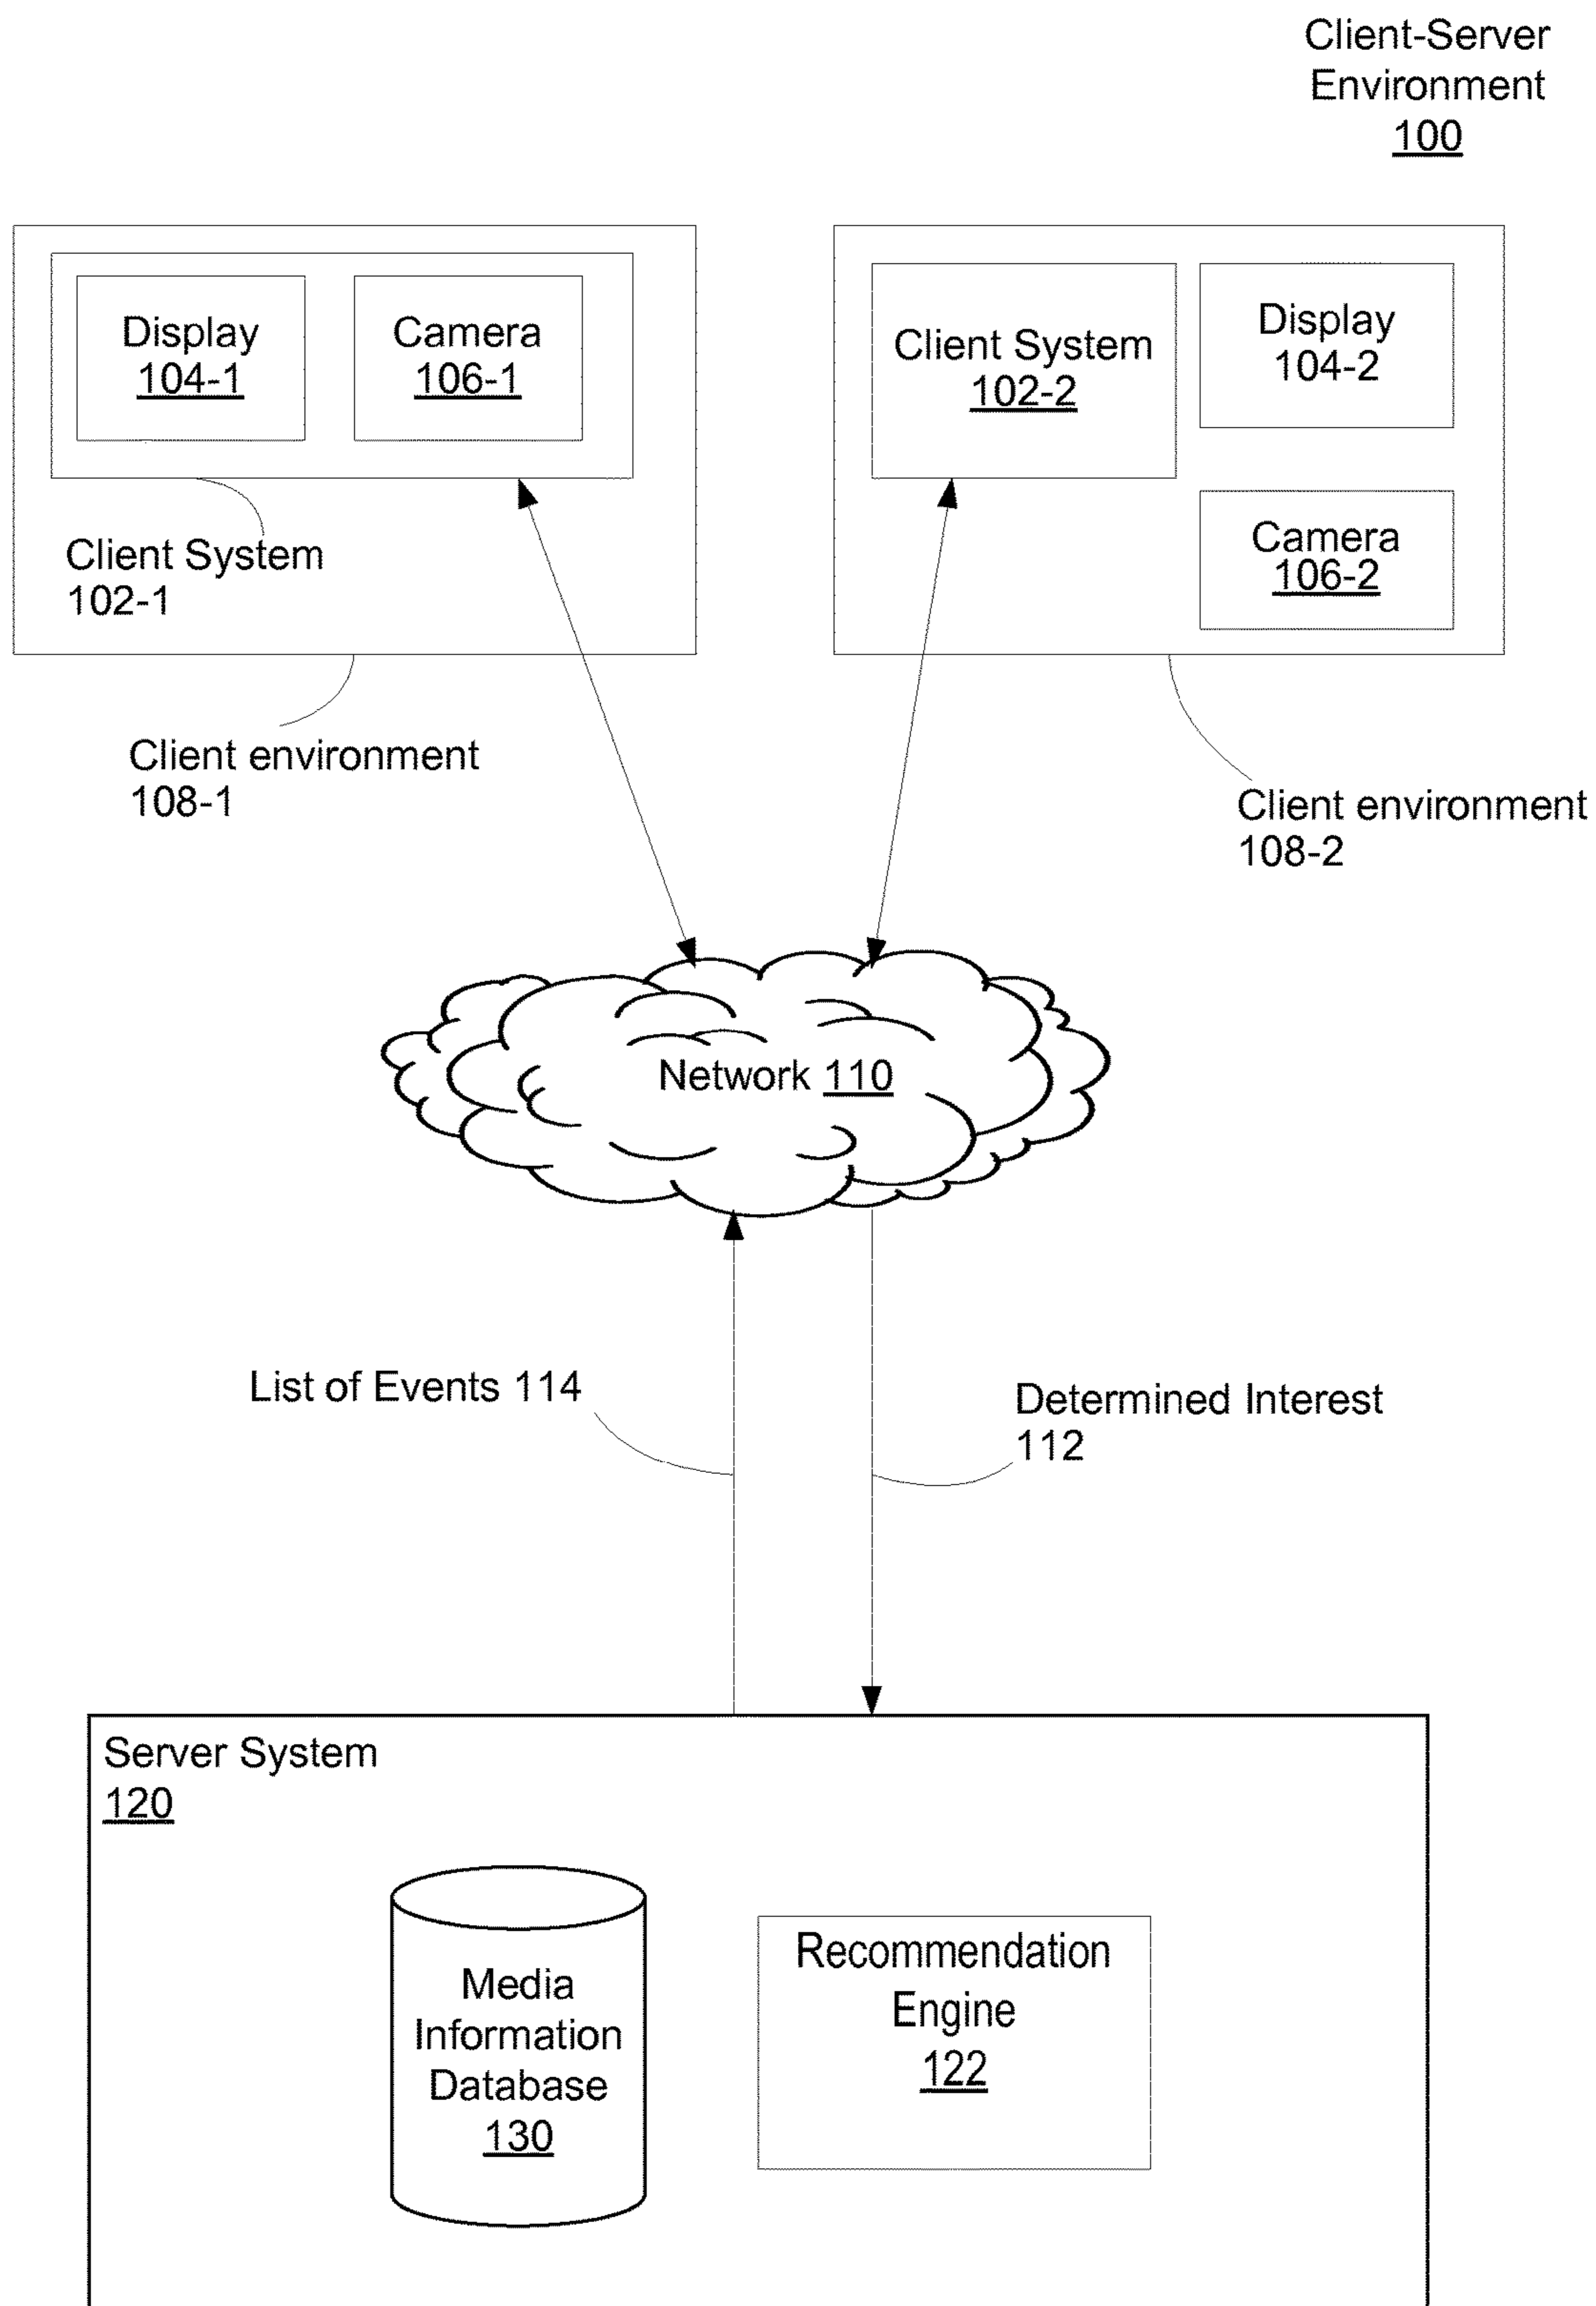 Client-Server
Environment
100
Display
104-1
Camera
106-1
Client System
102-1
Client environment
108-1
Client System
102-2
Display
104-2
Camera
106-2
Client environment
108-2
Network 110
List of Events 114
Determined Interest
112
Server System
120
Media
Information
Database
130
Recommendation
Engine
122